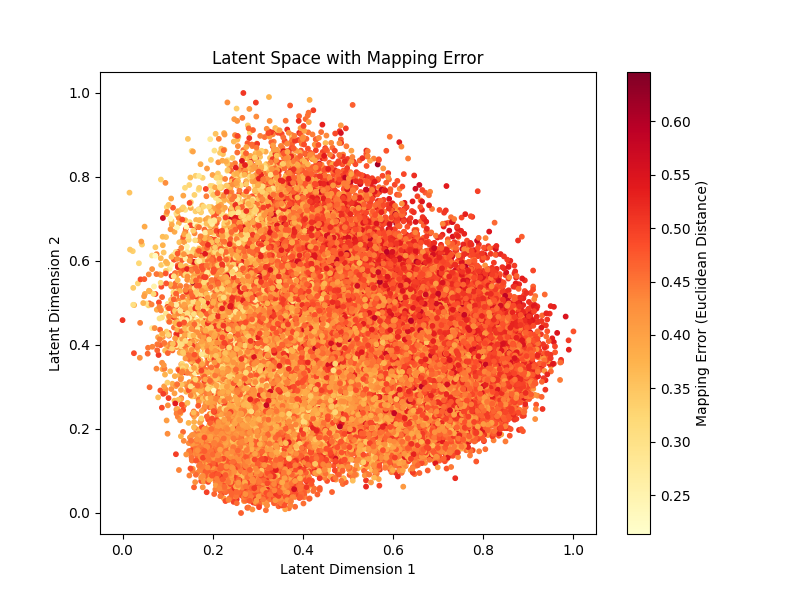 Latent Space with Mapping Error
1.0
0.8
0.6
0.4
0.2
0.0
Latent Dimension 2
0.0 0.2 0.4 0.6 0.8 1.0
Latent Dimension 1
0.60
0.55
0.50
0.45
0.40
0.35
0.30
0.25
Mapping Error (Euclidean Distance)